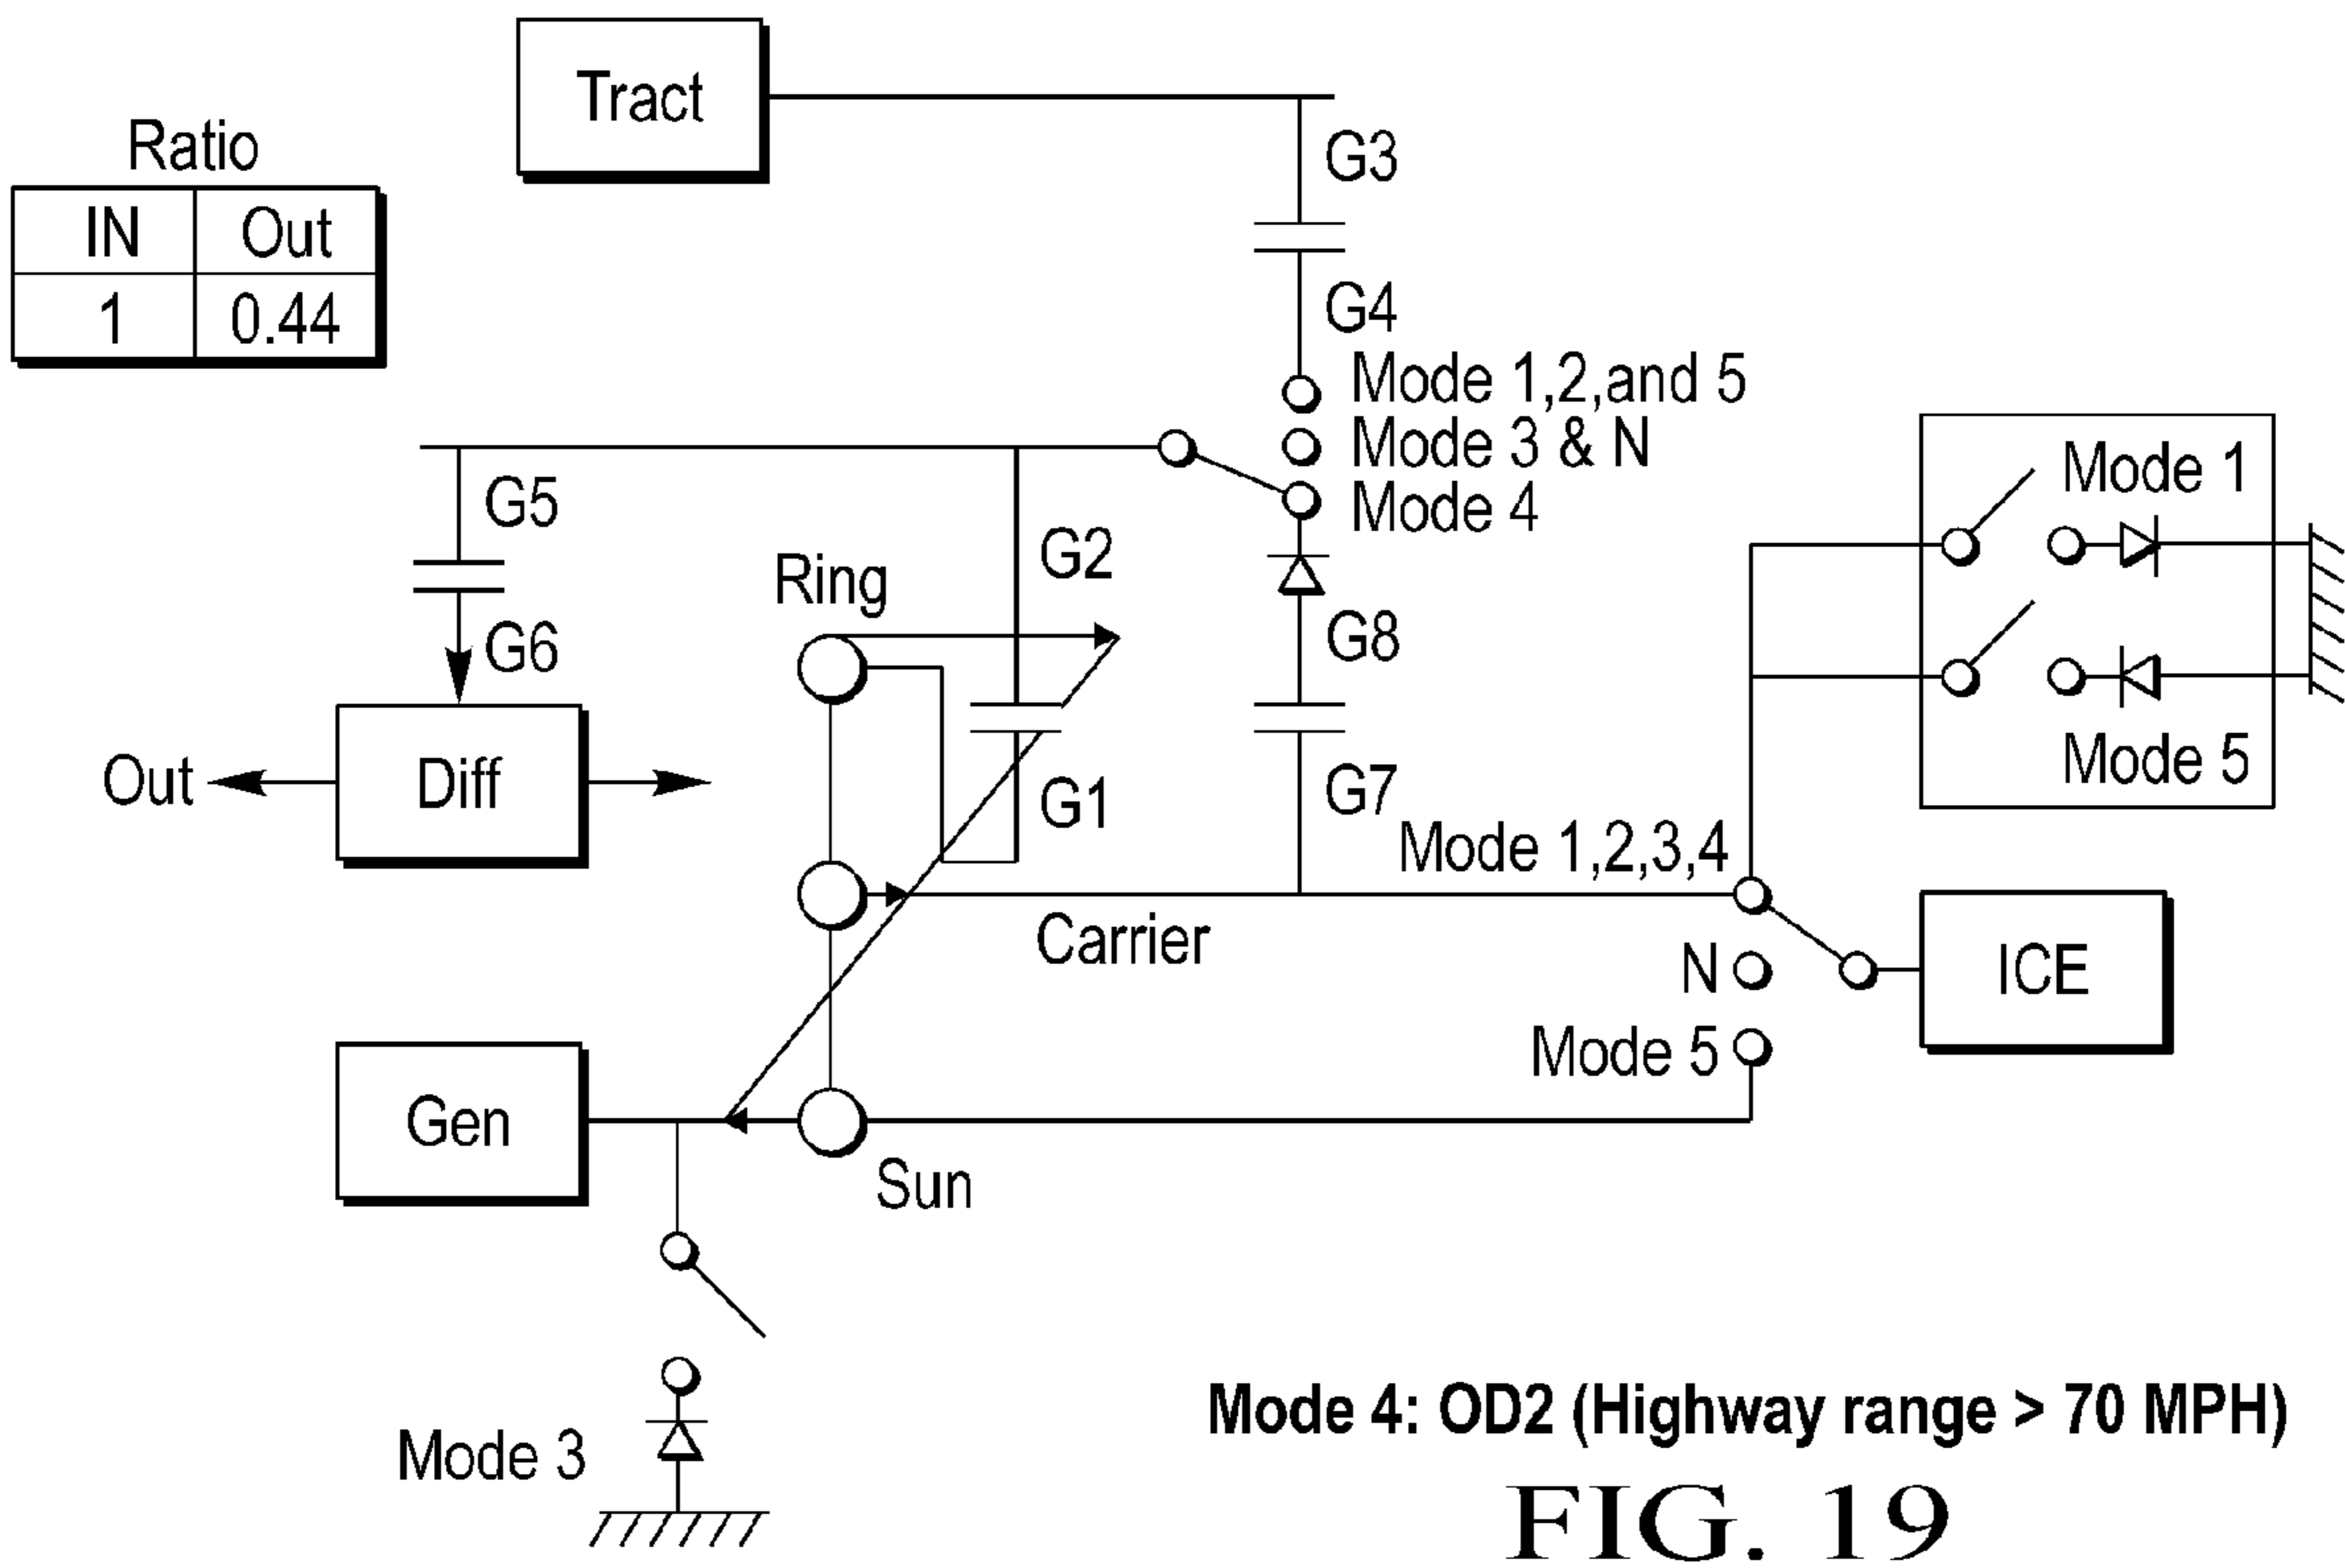 Tract
Ratio
IN Out
1 0.44
G3
G4
Mode 1,2,and 5
Mode 3 & N
Mode 4
G5
G6
G2
Ring
G8
Mode 1
Mode 5
Out
Diff
G1
G7
Mode 1,2,3,4
Carrier
N
ICE
Mode 5
Gen
Sun
Mode 3
Mode 4: OD2 (Highway range > 70 MPH)
FIG. 19